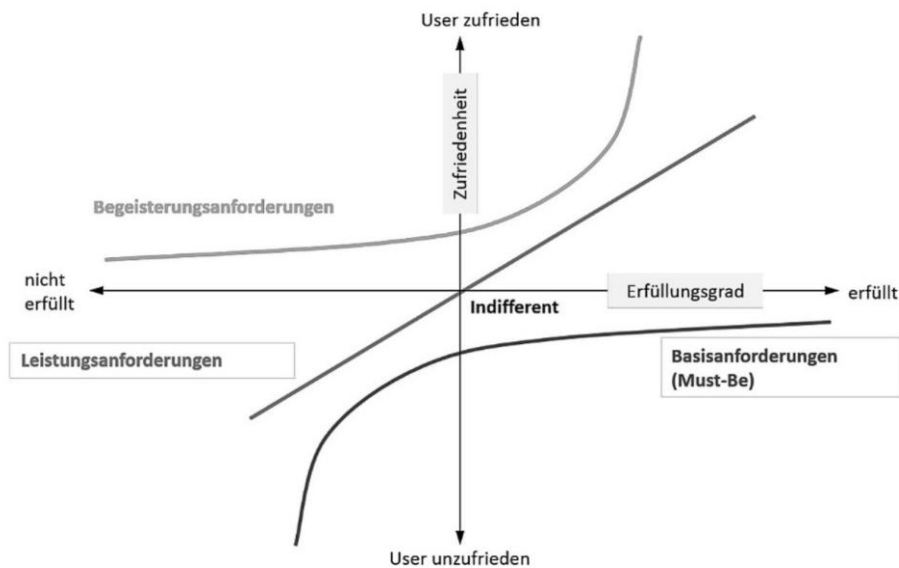 User zufrieden
Zufriedenheit
Begeisterungsanforderungen
nicht
erfüllt
Erfüllungsgrad
erfüllt
Indifferent
Leistungsanforderungen
Basisanforderungen
(Must-Be)
User unzufrieden